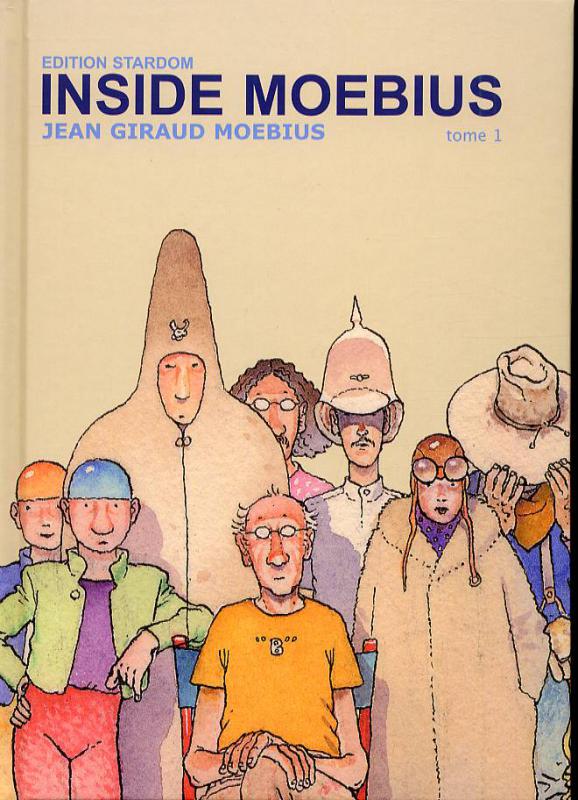 EDITION STARDOM
INSIDE MOEBIUS
JEAN GIRAUD MOEBIUS
tome 1
"B"